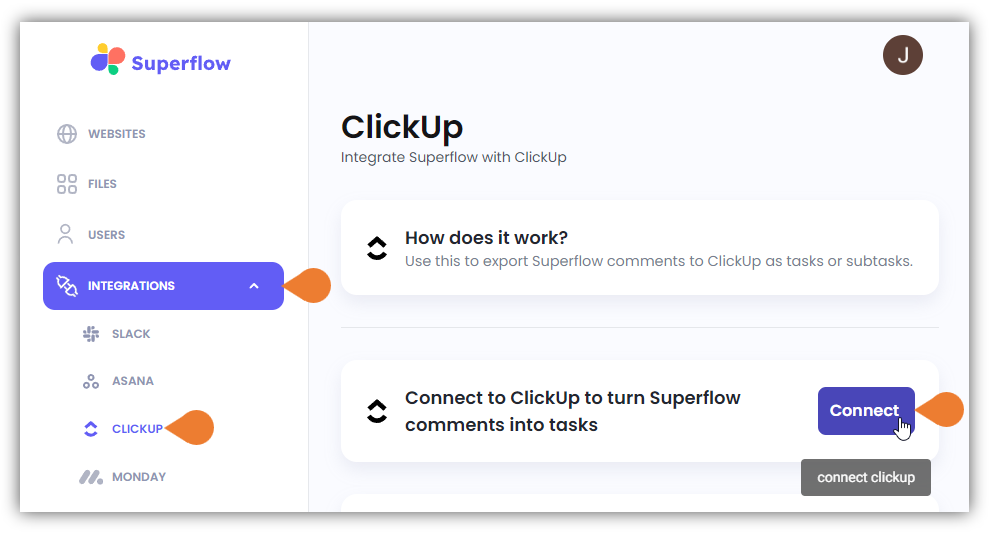 Superflow
J
WEBSITES
FILES
USERS
INTEGRATIONS
SLACK
ASANA
CLICKUP
MONDAY
ClickUp
Integrate Superflow with ClickUp
How does it work?
Use this to export Superflow comments to ClickUp as tasks or subtasks.
Connect to ClickUp to turn Superflow
comments into tasks
Connect
connect clickup